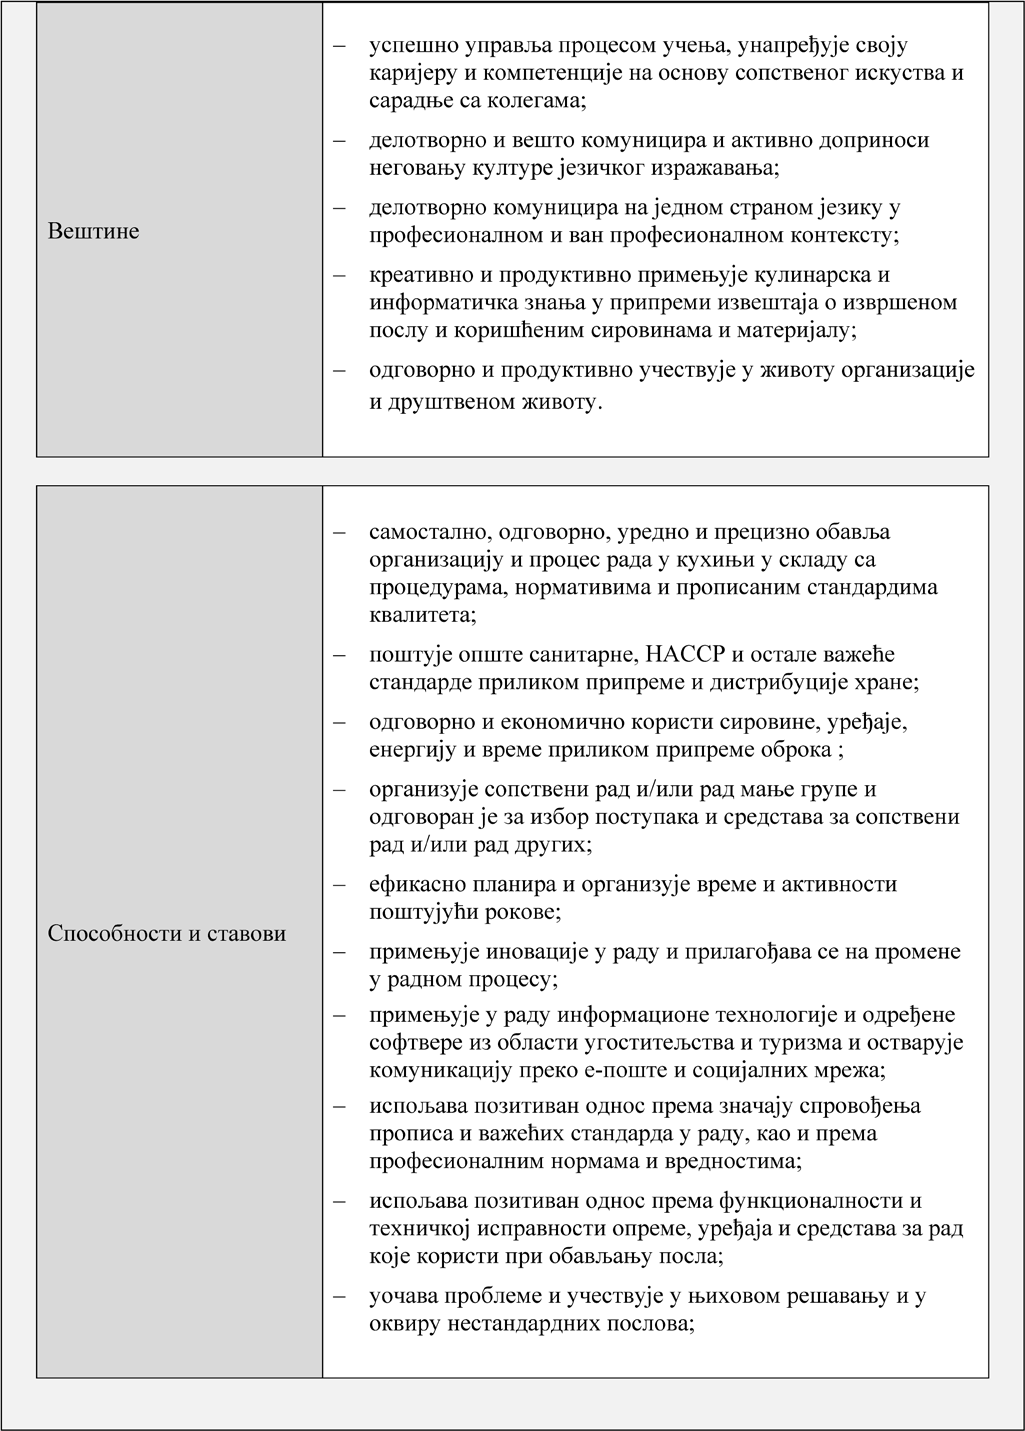 Вештине
– успешно управља процесом учења, унапређује своју
каријеру и компетенције на основу сопственог искуства и
сарадње са колегама;
– делотворно и вешто комуницира и активно доприноси
неговању културе језичког изражавања;
– делотворно комуницира на једном страном језику у
професионалном и ван професионалном контексту;
– креативно и продуктивно примењује кулинарска и
информатичка знања у припреми извештаја о извршеном
послу и коришћеним сировинама и материјалу;
– одговорно и продуктивно учествује у животу организације
и друштвеном животу.
Способности и ставови
– самостално, одговорно, уредно и прецизно обавља
организацију и процес рада у кухињи у складу са
процедурама, нормативима и прописаним стандардима
квалитета;
– поштује опште санитарне, HACCP и остале важеће
стандарде приликом припреме и дистрибуције хране;
– одговорно и економично користи сировине, уређаје,
енергију и време приликом припреме оброка ;
– организује сопствени рад и/или рад мање групе и
одговоран је за избор поступака и средстава за сопствени
рад и/или рад других;
– ефикасно планира и организује време и активности
поштујући рокове;
– примењује иновације у раду и прилагођава се на промене
у радном процесу;
– примењује у раду информационе технологије и одређене
софтвере из области угоститељства и туризма и остварује
комуникацију преко е-поште и социјалних мрежа;
– испољава позитиван однос према значају спровођења
прописа и важећих стандарда у раду, као и према
професионалним нормама и вредностима;
– испољава позитиван однос према функционалности и
техничкој исправности опреме, уређаја и средстава за рад
које користи при обављању посла;
– уочава проблеме и учествује у њиховом решавању и у
оквиру нестандардних послова;